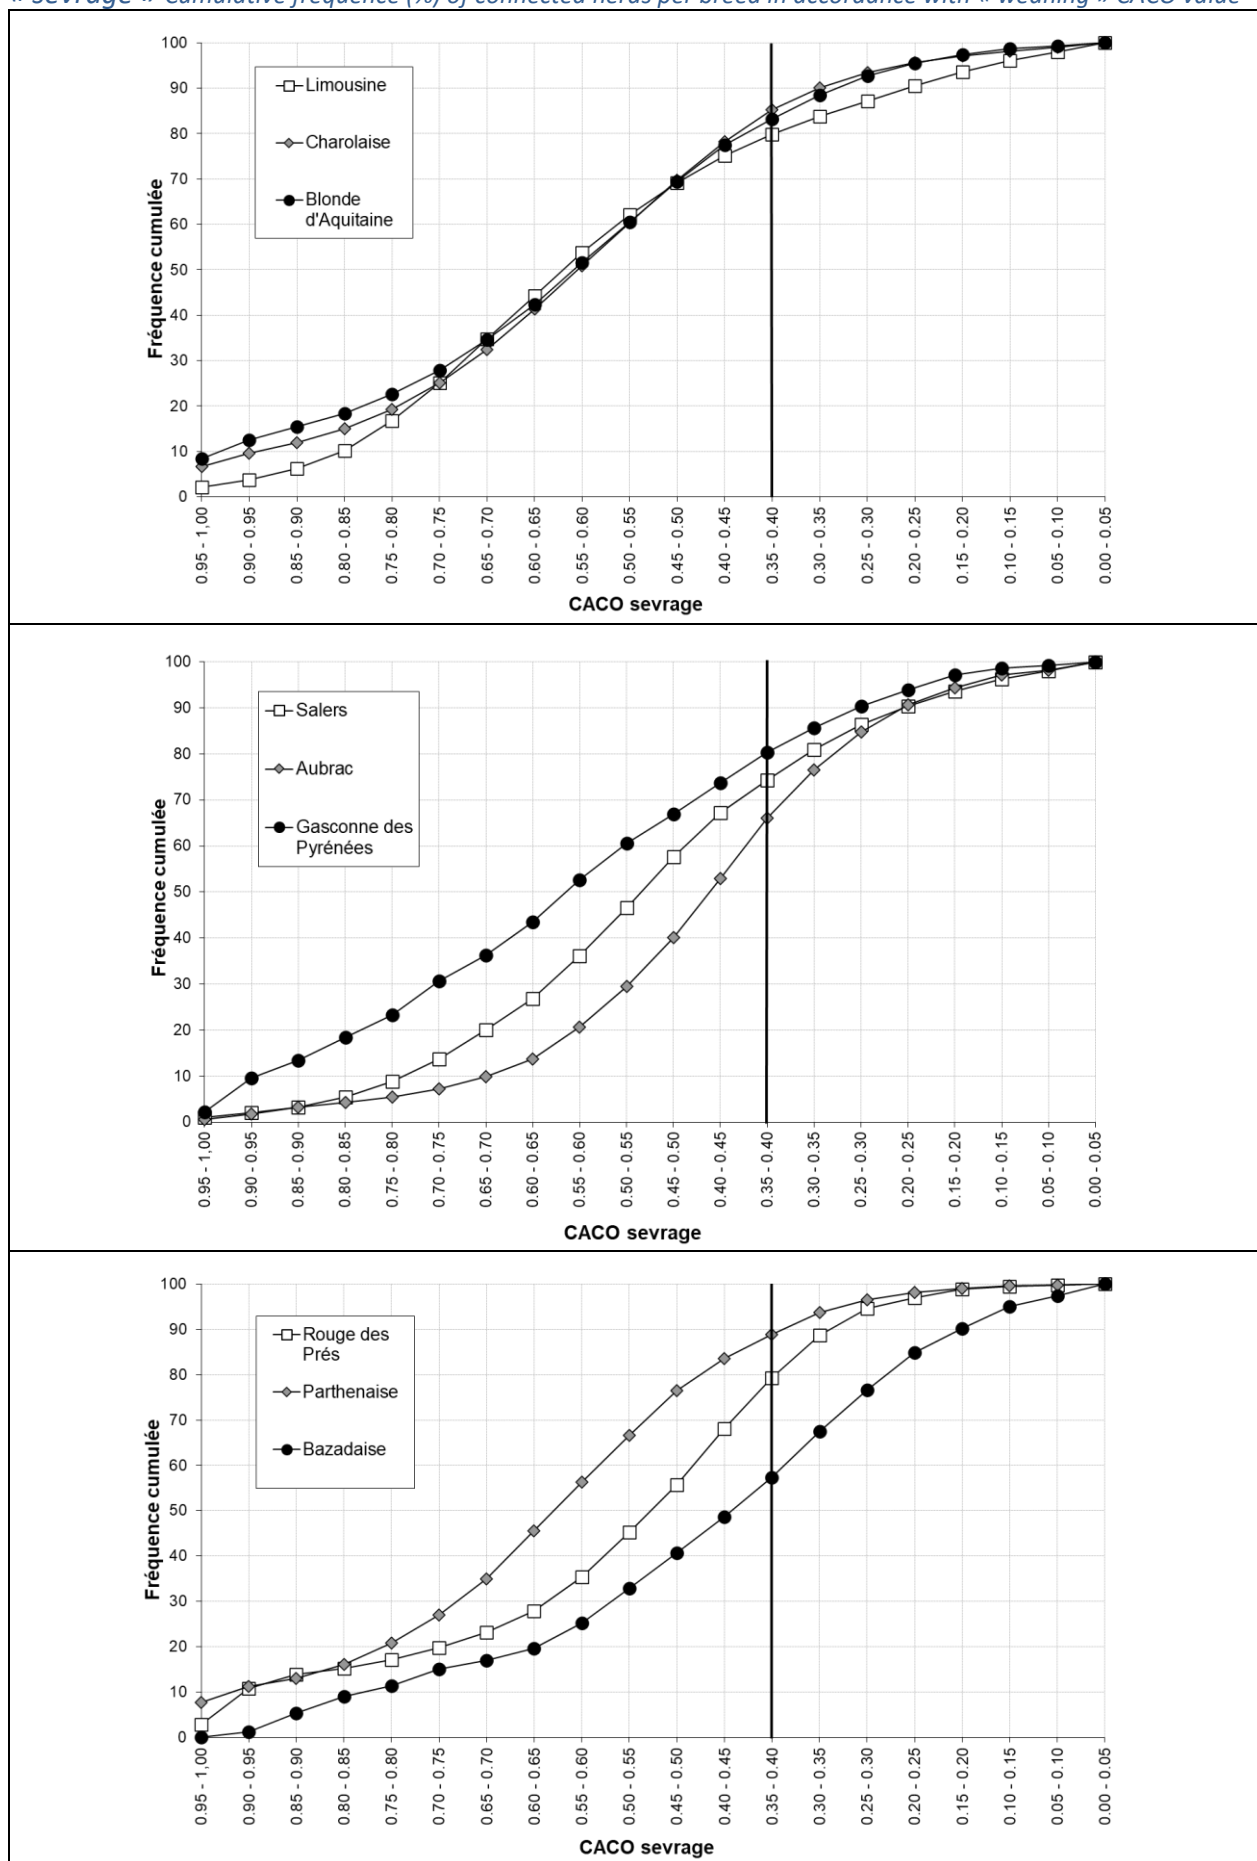 « sevrage » Cumulative frequence (%) of connected herds per breed in accordance with « weaning » CACO value
100
90
80
70
60
50
40
30
20
10
0
Fréquence cumulée
Limousine
Charolaise
Blonde
d'Aquitaine
0.95 - 1,00
0.90 - 0.95
0.85 - 0.90
0.80 - 0.85
0.75 - 0.80
0.70 - 0.75
0.65 - 0.70
0.60 - 0.65
0.55 - 0.60
0.50 - 0.55
0.45 - 0.50
0.40 - 0.45
0.35 - 0.40
0.30 - 0.35
0.25 - 0.30
0.20 - 0.25
0.15 - 0.20
0.10 - 0.15
0.05 - 0.10
0.00 - 0.05
CACO sevrage
100
90
80
70
60
50
40
30
20
10
0
Fréquence cumulée
Salers
Aubrac
Gasconne des
Pyrénées
0.95 - 1,00
0.90 - 0.95
0.85 - 0.90
0.80 - 0.85
0.75 - 0.80
0.70 - 0.75
0.65 - 0.70
0.60 - 0.65
0.55 - 0.60
0.50 - 0.55
0.45 - 0.50
0.40 - 0.45
0.35 - 0.40
0.30 - 0.35
0.25 - 0.30
0.20 - 0.25
0.15 - 0.20
0.10 - 0.15
0.05 - 0.10
0.00 - 0.05
CACO sevrage
100
90
80
70
60
50
40
30
20
10
0
Fréquence cumulée
Rouge des
Prés
Parthenaise
Bazadaise
0.95 - 1,00
0.90 - 0.95
0.85 - 0.90
0.80 - 0.85
0.75 - 0.80
0.70 - 0.75
0.65 - 0.70
0.60 - 0.65
0.55 - 0.60
0.50 - 0.55
0.45 - 0.50
0.40 - 0.45
0.35 - 0.40
0.30 - 0.35
0.25 - 0.30
0.20 - 0.25
0.15 - 0.20
0.10 - 0.15
0.05 - 0.10
0.00 - 0.05
CACO sevrage